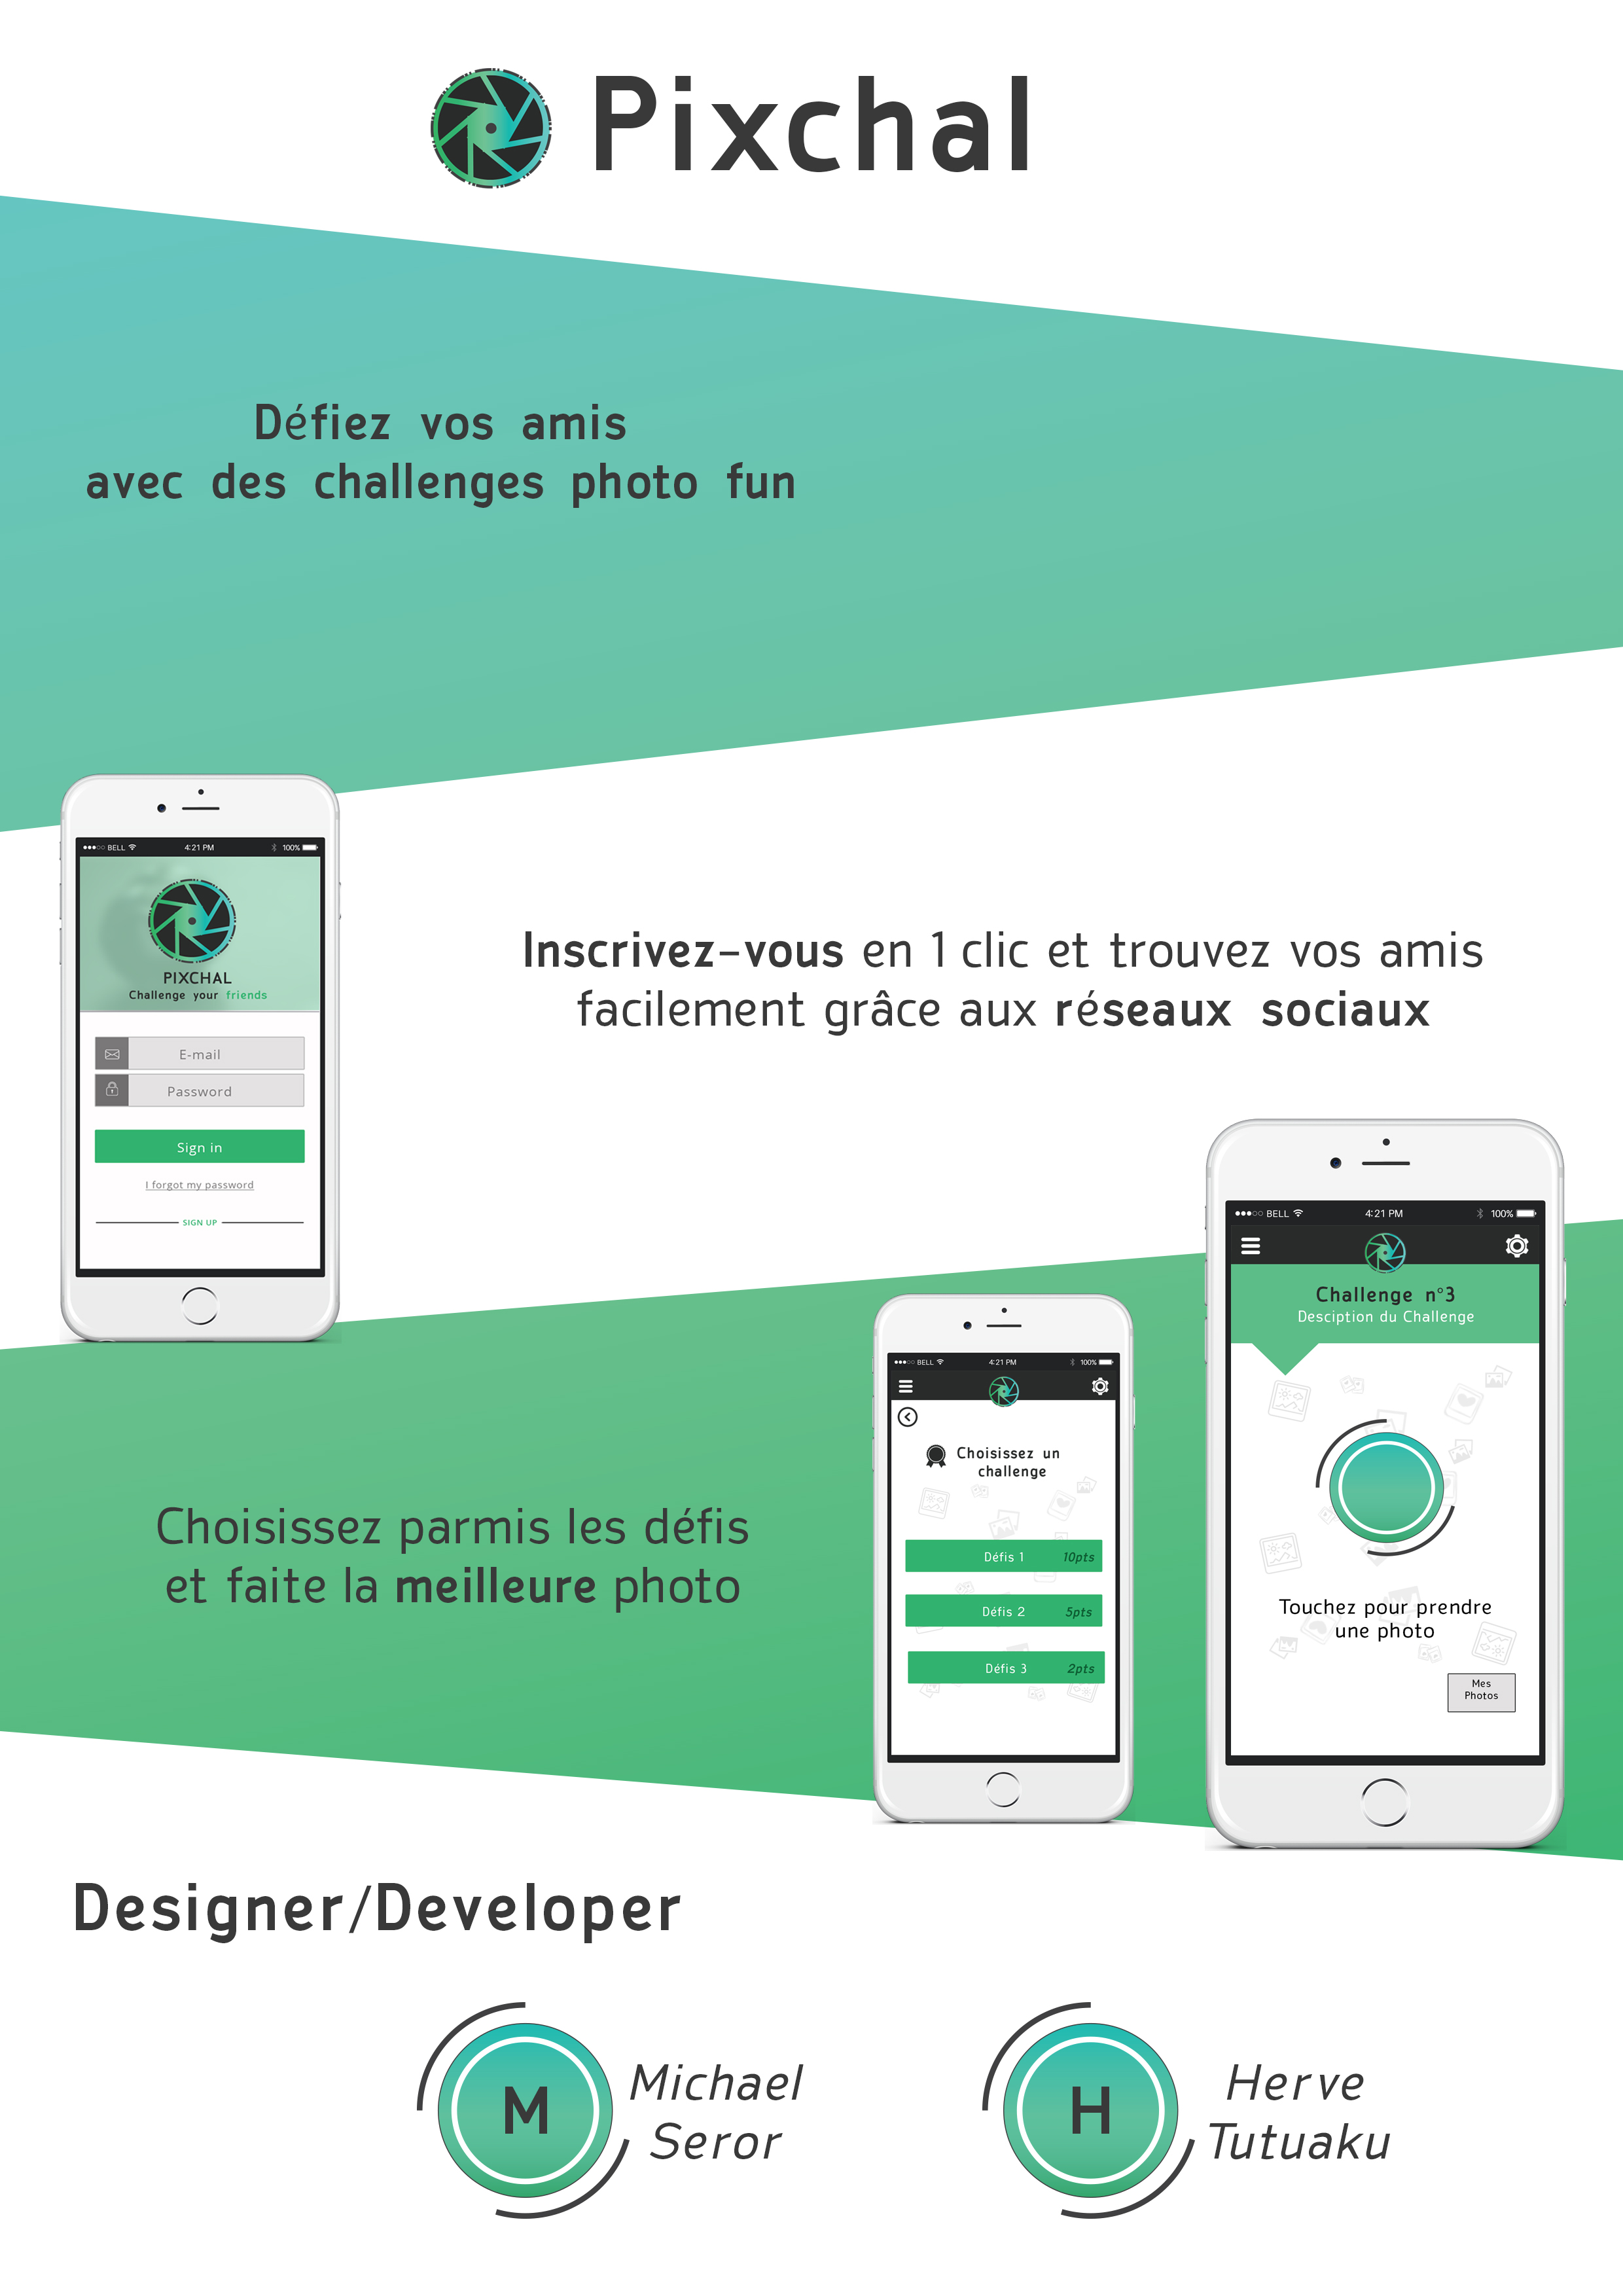 Pixchal
Défiez vos amis
avec des challenges photo fun
BELL 4:21 PM 100%
PIXCHAL
Challenge your friends
E-mail
Password
Sign in
I forgot my password
SIGN UP
Inscrivez-vous en 1 clic et trouvez vos amis
facilement grâce aux réseaux sociaux
Choisissez parmis les défis
et faite la meilleure photo
BELL 4:21 PM 100%
Choisissez un
challenge
Défis 1 10pts
Défis 2 5pts
Défis 3 2pts
BELL 4:21 PM 100%
Challenge n°3
Desciption du Challenge
Touchez pour prendre
une photo
Mes
Photos
Designer/Developer
M
Michael
Seror
H
Herve
Tutuaku